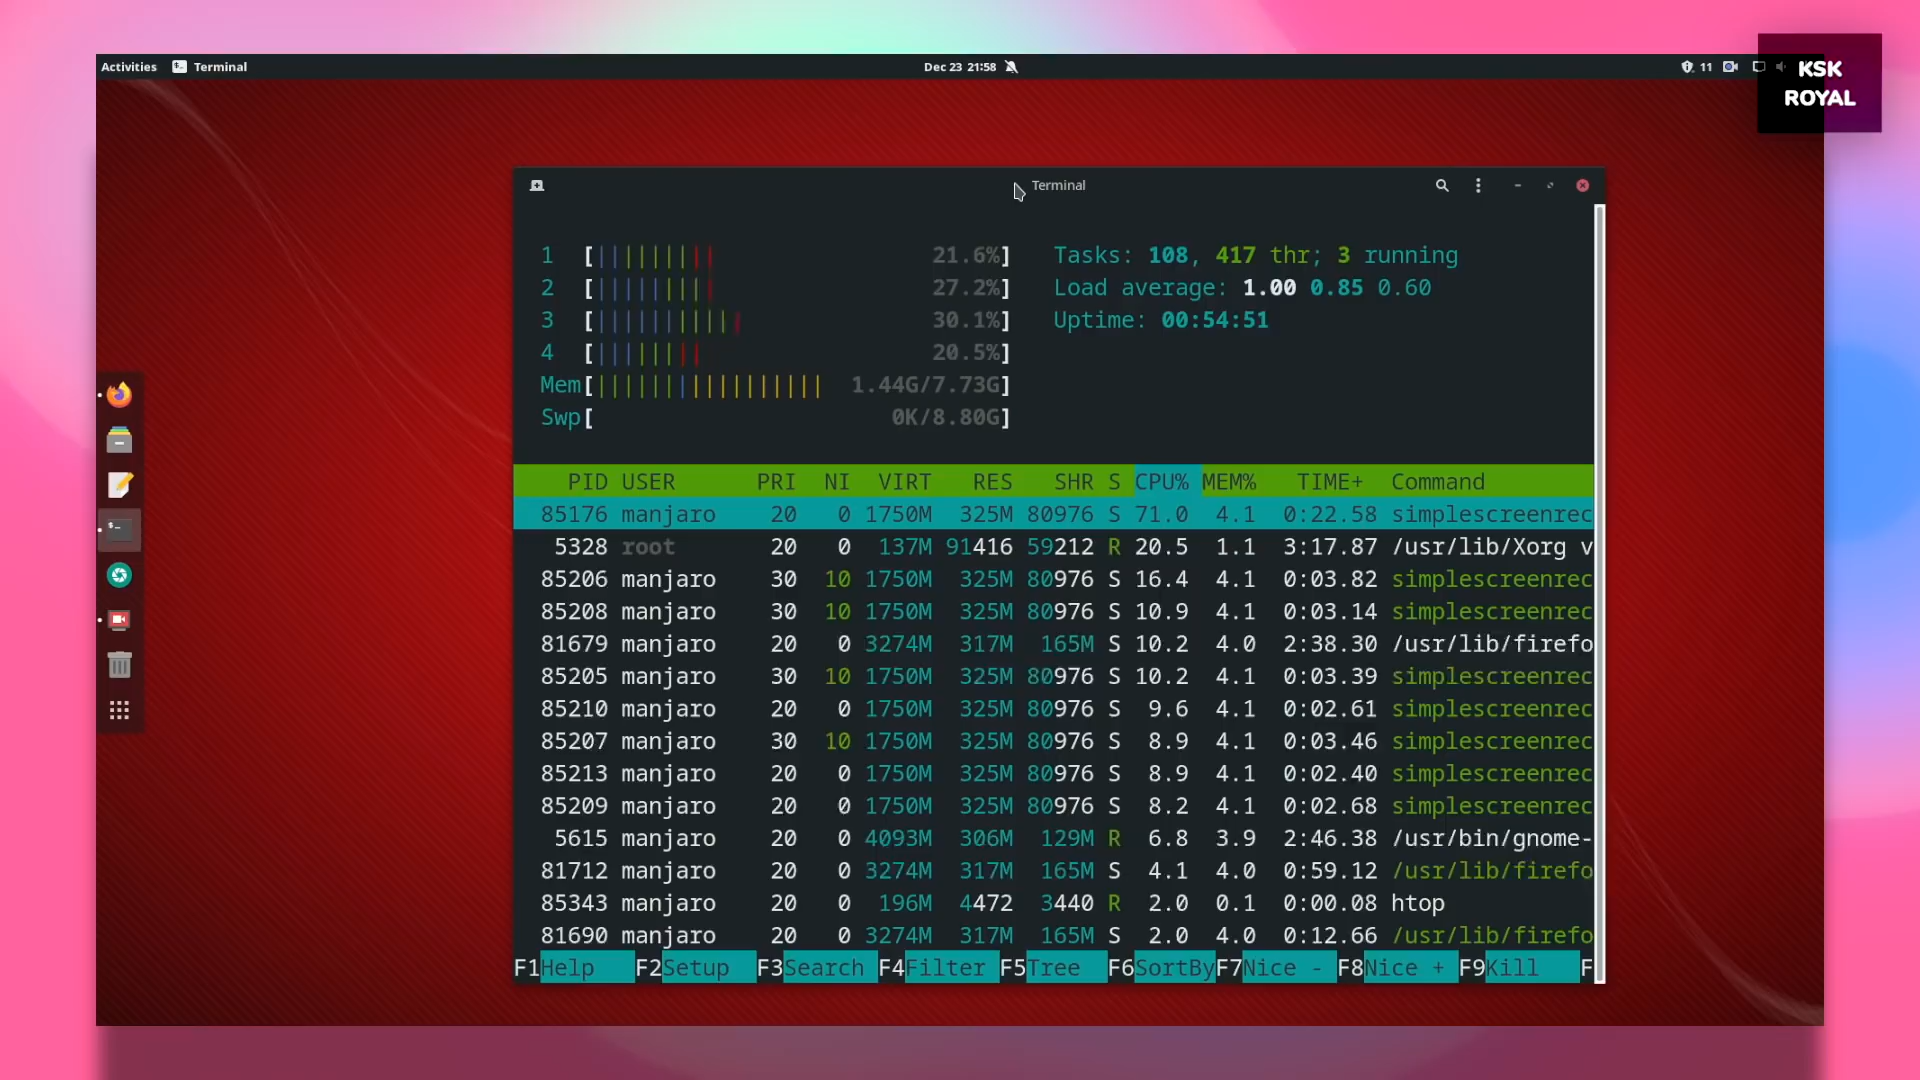 Activities Terminal Dec 23 21:58 11
KSK
ROYAL
Terminal
1 [|||||||||| 21.6%] Tasks: 108, 417 thr; 3 running
2 [||||||||| 27.2%] Load average: 1.00 0.85 0.60
3 [||||||||||| 30.1%] Uptime: 00:54:51
4 [|||||||| 20.5%]
Mem[|||||||||||||||||| 1.44G/7.73G]
Swp[ 0K/8.80G]
PID USER PRI NI VIRT RES SHR S CPU% MEM% TIME+ Command
85176 manjaro 20 0 1750M 325M 80976 S 71.0 4.1 0:22.58 simplescreenrec
5328 root 20 0 137M 91416 59212 R 20.5 1.1 3:17.87 /usr/lib/Xorg v
85206 manjaro 30 10 1750M 325M 80976 S 16.4 4.1 0:03.82 simplescreenrec
85208 manjaro 30 10 1750M 325M 80976 S 10.9 4.1 0:03.14 simplescreenrec
81679 manjaro 20 0 3274M 317M 165M S 10.2 4.0 2:38.30 /usr/lib/firefo
85205 manjaro 30 10 1750M 325M 80976 S 10.2 4.1 0:03.39 simplescreenrec
85210 manjaro 20 0 1750M 325M 80976 S 9.6 4.1 0:02.61 simplescreenrec
85207 manjaro 30 10 1750M 325M 80976 S 8.9 4.1 0:03.46 simplescreenrec
85213 manjaro 20 0 1750M 325M 80976 S 8.9 4.1 0:02.40 simplescreenrec
85209 manjaro 20 0 1750M 325M 80976 S 8.2 4.1 0:02.68 simplescreenrec
5615 manjaro 20 0 4093M 306M 129M R 6.8 3.9 2:46.38 /usr/bin/gnome-
81712 manjaro 20 0 3274M 317M 165M S 4.1 4.0 0:59.12 /usr/lib/firefo
85343 manjaro 20 0 196M 4472 3440 R 2.0 0.1 0:00.08 htop
81690 manjaro 20 0 3274M 317M 165M S 2.0 4.0 0:12.66 /usr/lib/firefo
F1Help F2Setup F3Search F4Filter F5Tree F6SortByF7Nice - F8Nice + F9Kill F